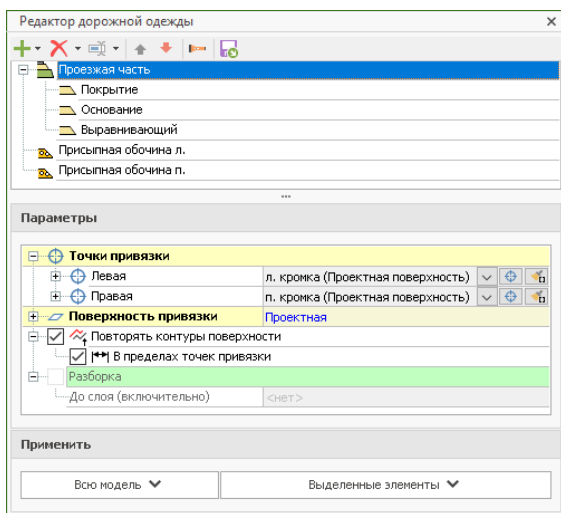 Редактор дорожной одежды
Проезжая часть
Покрытие
Основание
Выравнивающий
Присыпная обочина л.
Присыпная обочина п.
Параметры
Точки привязки
Левая л. кромка (Проектная поверхность)
Правая п. кромка (Проектная поверхность)
Поверхность привязки Проектная
Повторять контуры поверхности
В пределах точек привязки
Разборка
До слоя (включительно) <нет>
Применить
Всю модель Выделенные элементы